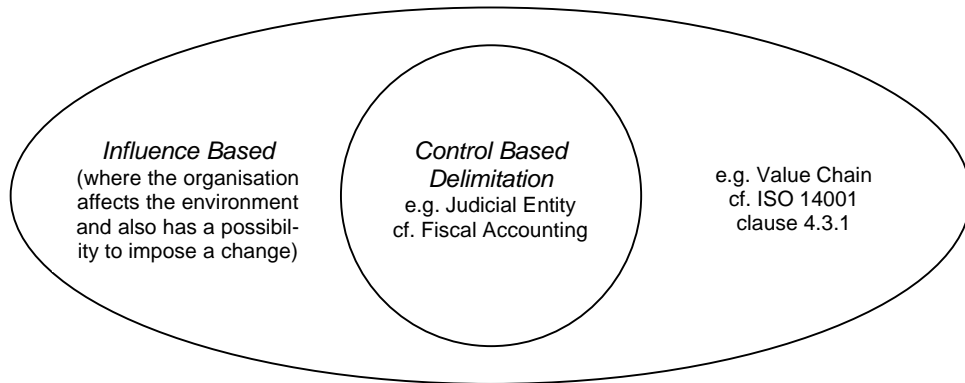 Influence Based
(where the organisation
affects the environment
and also has a possibil-
ity to impose a change)
Control Based
Delimitation
e.g. Judicial Entity
cf. Fiscal Accounting
e.g. Value Chain
cf. ISO 14001
clause 4.3.1